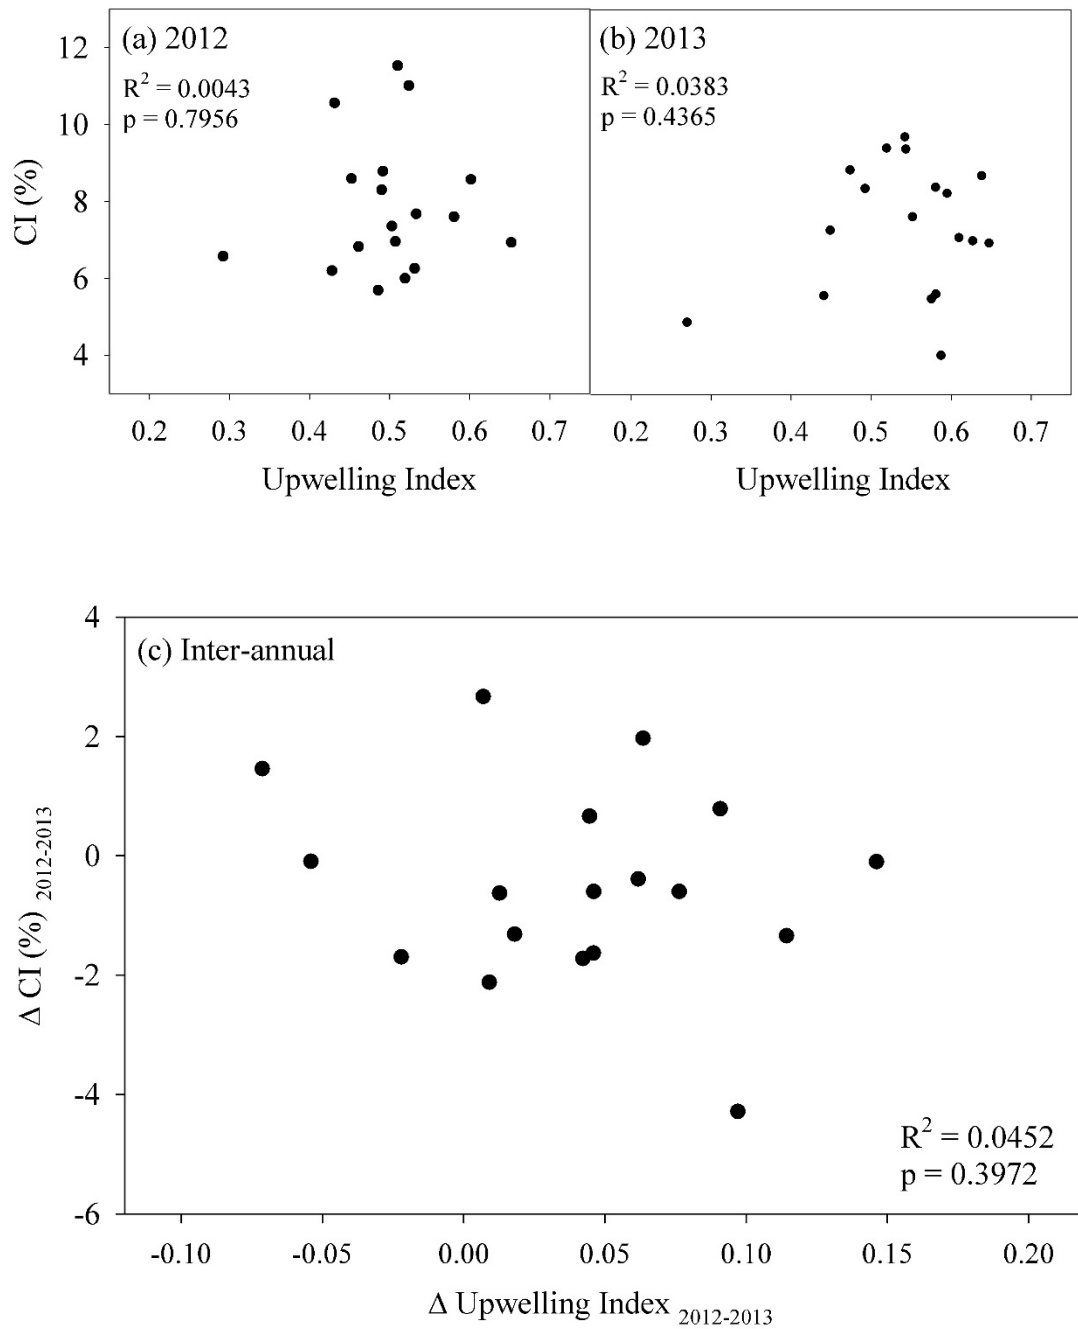 (a) 2012
R² = 0.0043
p = 0.7956
12
10
8
6
4
CI (%)
0.2 0.3 0.4 0.5 0.6 0.7
Upwelling Index
(b) 2013
R² = 0.0383
p = 0.4365
0.2 0.3 0.4 0.5 0.6 0.7
Upwelling Index
(c) Inter-annual
4
2
0
-2
-4
-6
Δ CI (%) 2012-2013
R² = 0.0452
p = 0.3972
-0.10 -0.05 0.00 0.05 0.10 0.15 0.20
Δ Upwelling Index 2012-2013